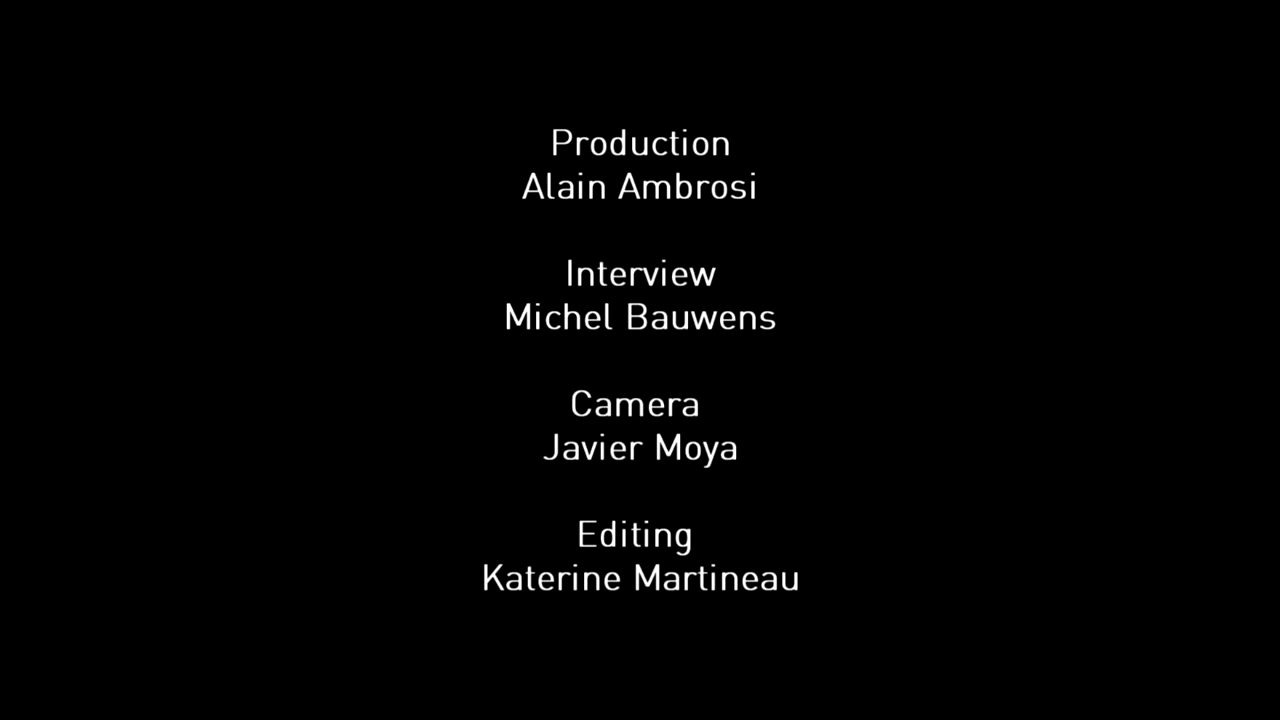 Production
Alain Ambrosi
Interview
Michel Bauwens
Camera
Javier Moya
Editing
Katerine Martineau